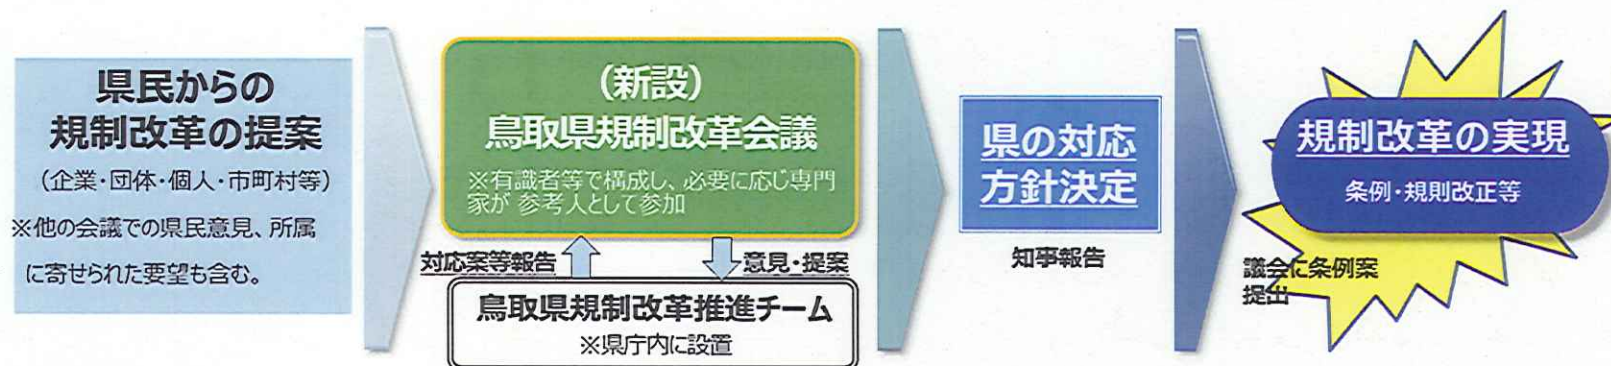 県民からの
規制改革の提案
（企業・団体・個人・市町村等）
※他の会議での県民意見、所属
に寄せられた要望も含む。
（新設）
鳥取県規制改革会議
※有識者等で構成し、必要に応じ専門
家が 参考人として参加
対応案等報告
意見・提案
鳥取県規制改革推進チーム
※県庁内に設置
県の対応
方針決定
知事報告
規制改革の実現
条例・規則改正等
議会に条例案
提出